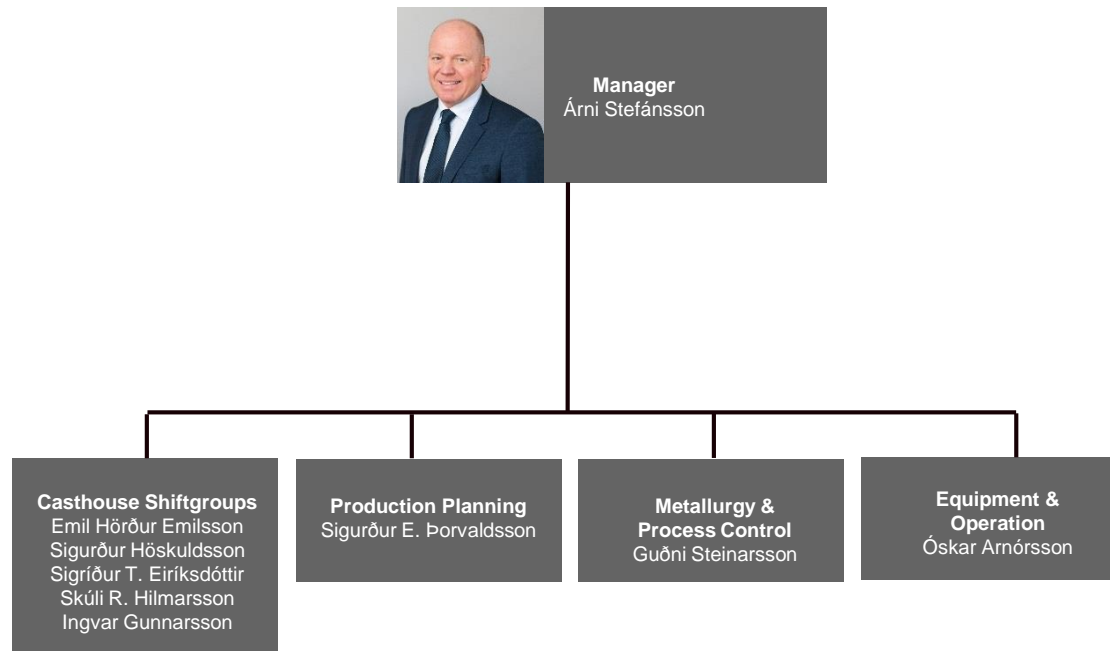 Manager
Árni Stefánsson
Casthouse Shiftgroups
Emil Hörður Emilsson
Sigurður Höskuldsson
Sigríður T. Eiríksdóttir
Skúli R. Hilmarsson
Ingvar Gunnarsson
Production Planning
Sigurður E. Þorvaldsson
Metallurgy &
Process Control
Guðni Steinarsson
Equipment &
Operation
Óskar Arnórsson